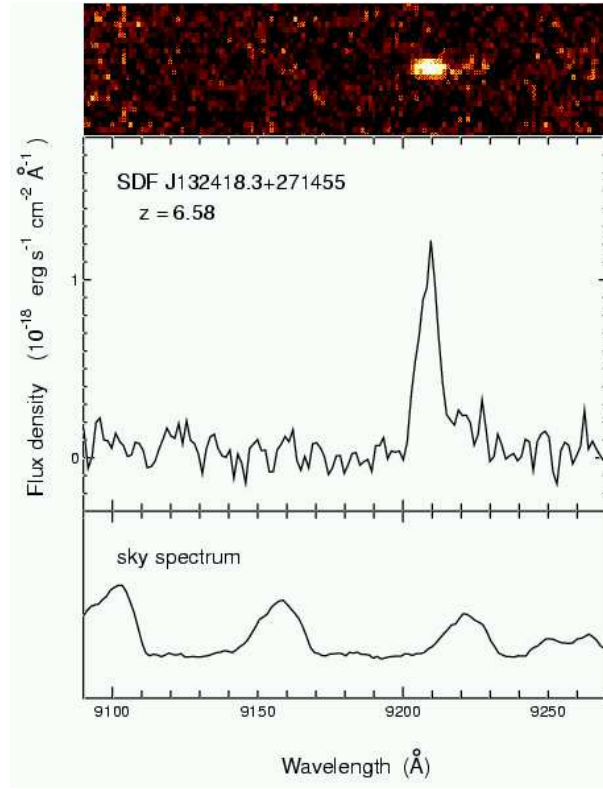 SDF J132418.3+271455
z = 6.58
1
0
Flux density (10⁻¹⁸ erg s⁻¹ cm⁻² Å⁻¹)
sky spectrum
9100 9150 9200 9250
Wavelength (Å)